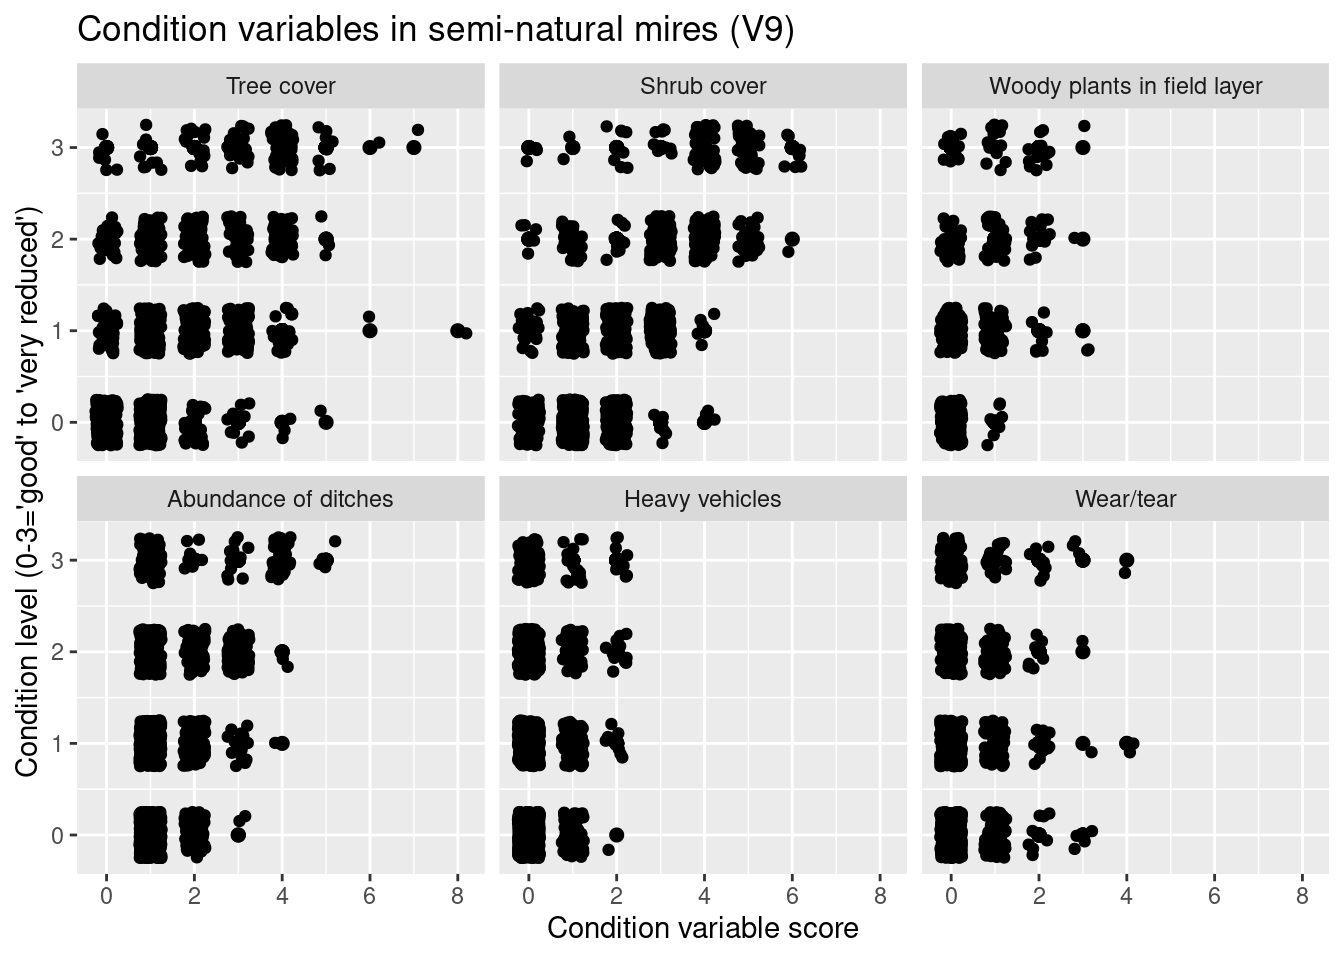 Condition variables in semi-natural mires (V9)
Tree cover
Shrub cover
Woody plants in field layer
3
2
1
0
Abundance of ditches
Heavy vehicles
Wear/tear
3
2
1
0
0 2 4 6 8
0 2 4 6 8
0 2 4 6 8
Condition variable score
Condition level (0-3='good' to 'very reduced')